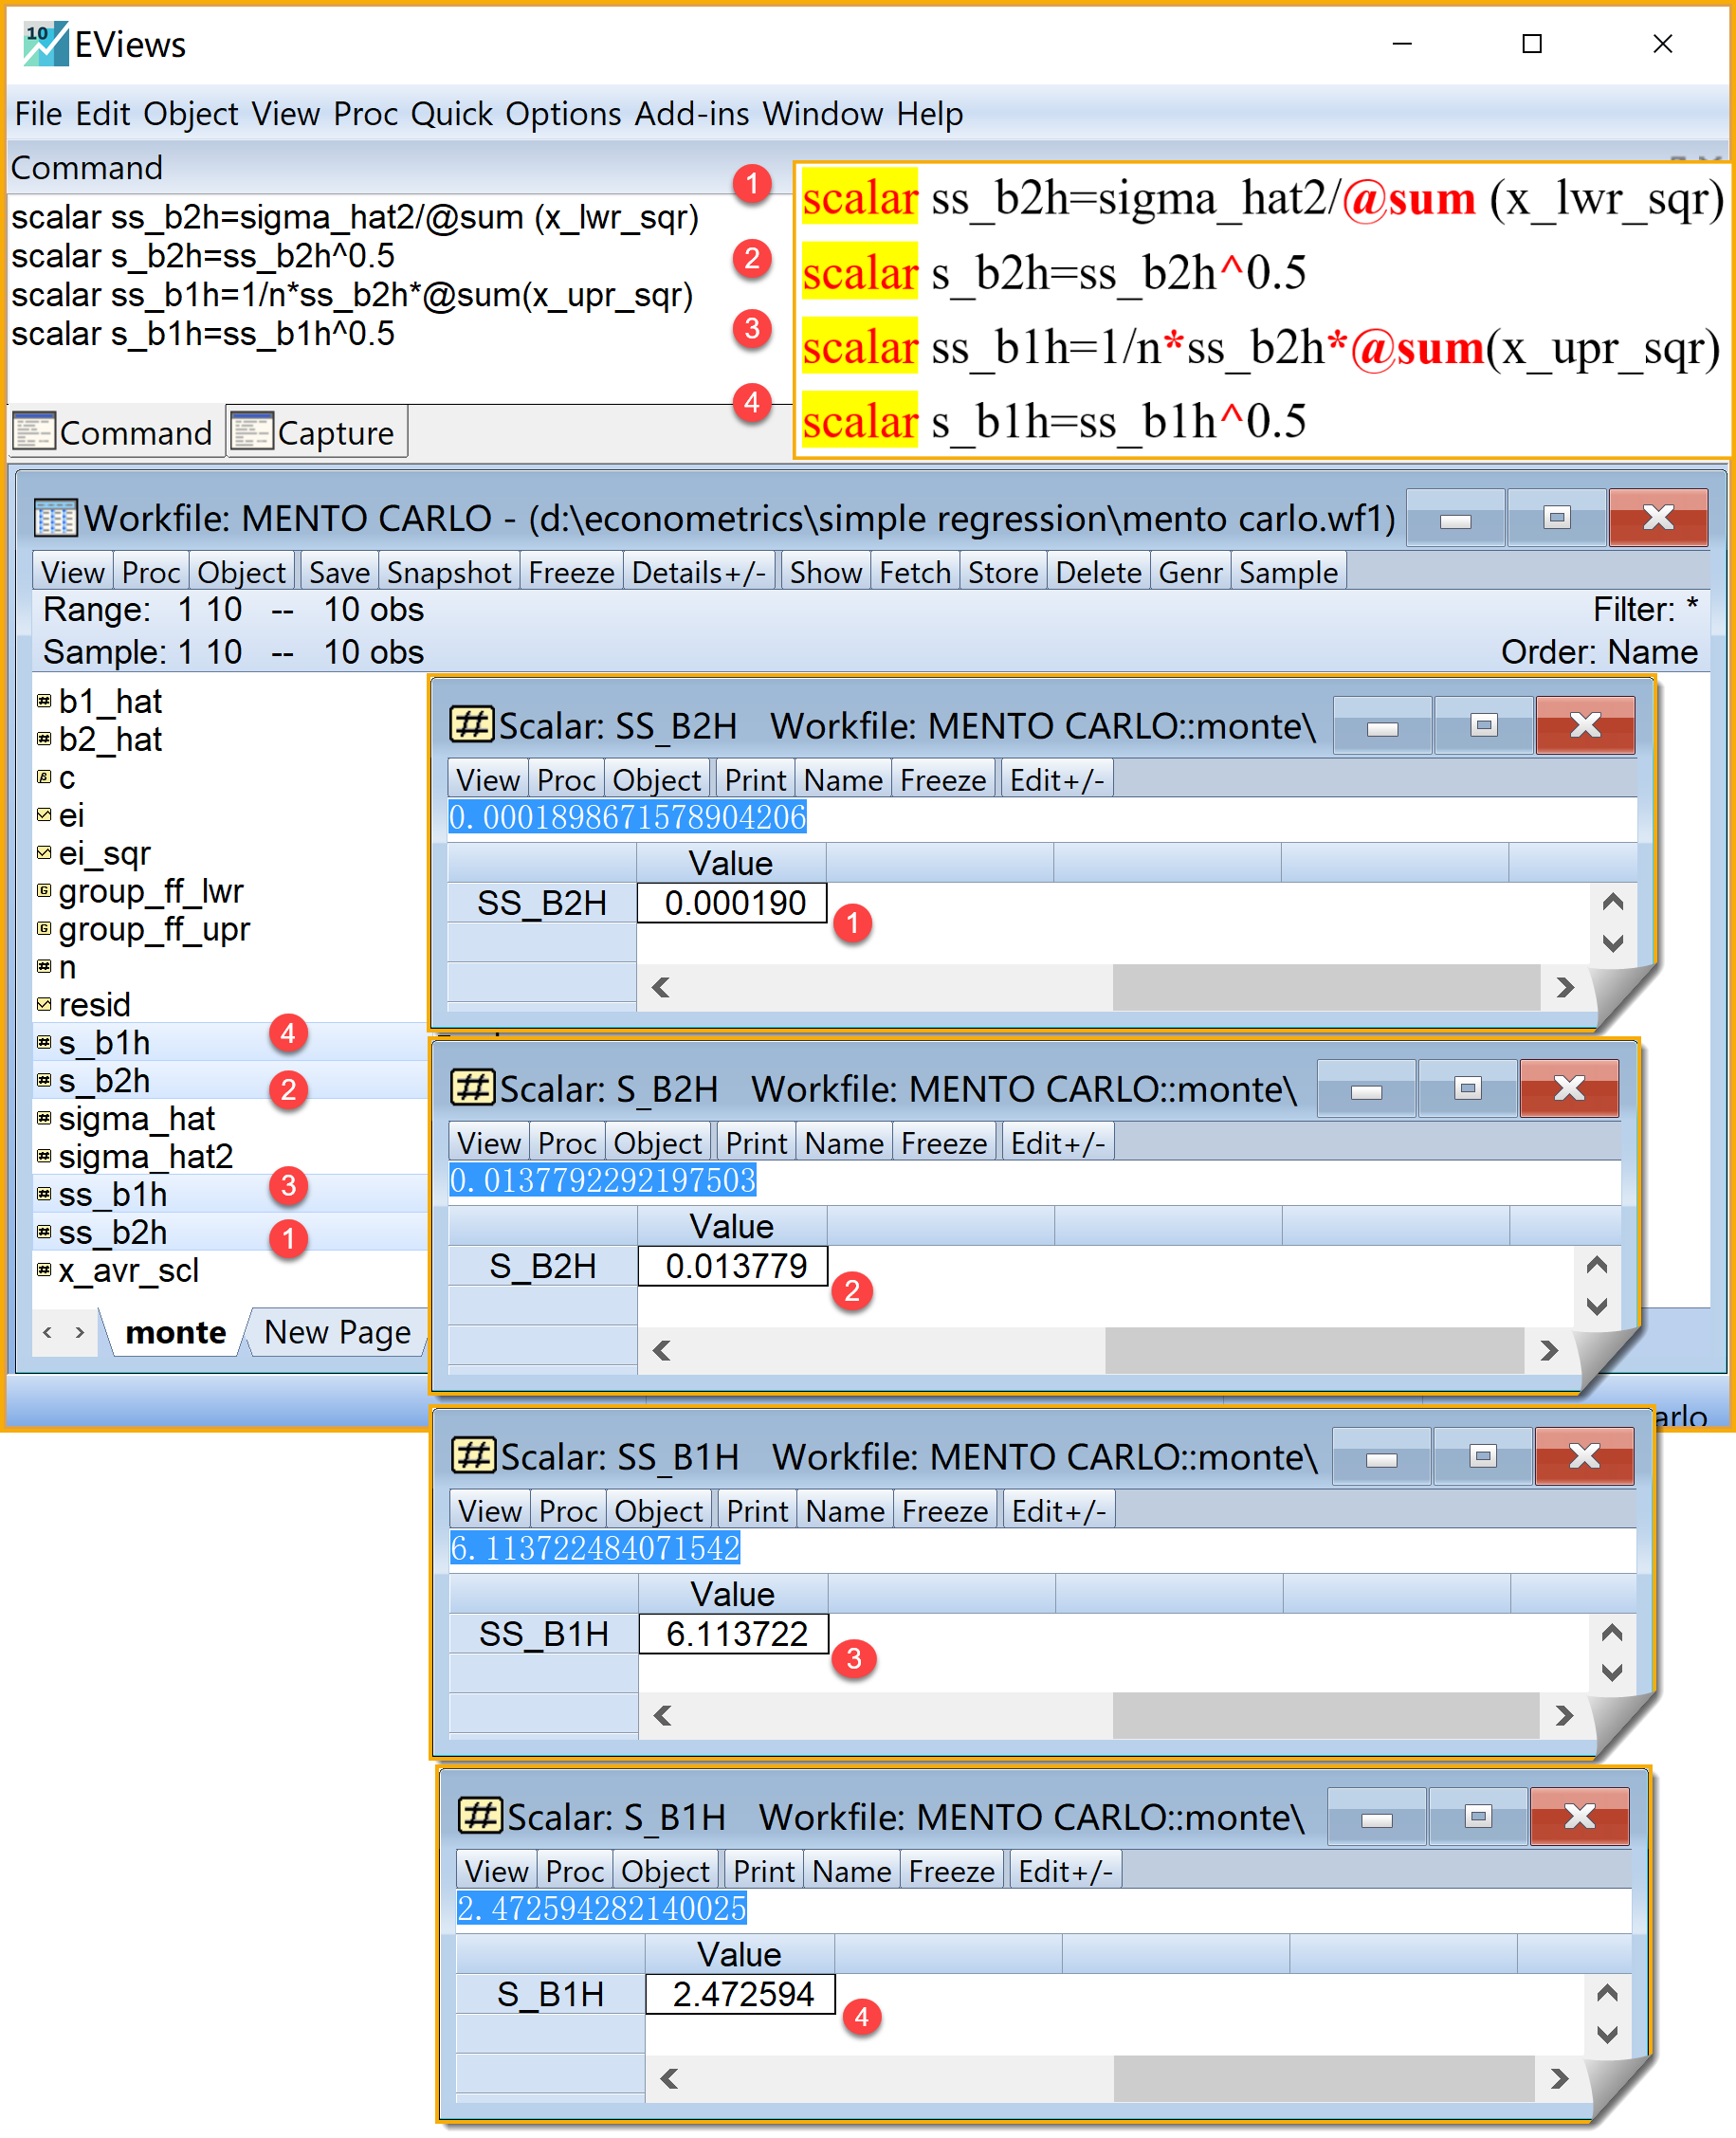 10 EViews
File Edit Object View Proc Quick Options Add-ins Window Help
Command
scalar ss_b2h=sigma_hat2/@sum (x_lwr_sqr)
scalar s_b2h=ss_b2h^0.5
scalar ss_b1h=1/n*ss_b2h*@sum(x_upr_sqr)
scalar s_b1h=ss_b1h^0.5
1 scalar ss_b2h=sigma_hat2/@sum (x_lwr_sqr)
2 scalar s_b2h=ss_b2h^0.5
3 scalar ss_b1h=1/n*ss_b2h*@sum(x_upr_sqr)
4 scalar s_b1h=ss_b1h^0.5
Command Capture
Workfile: MENTO CARLO - (d:\econometrics\simple regression\mento carlo.wf1)
View Proc Object Save Snapshot Freeze Details+/- Show Fetch Store Delete Genr Sample
Range: 1 10 -- 10 obs Filter: *
Sample: 1 10 -- 10 obs Order: Name
b1_hat
b2_hat
β c
ei
ei_sqr
G group_ff_lwr
G group_ff_upr
n
resid
s_b1h 4
s_b2h 2
sigma_hat
sigma_hat2
ss_b1h 3
ss_b2h 1
x_avr_scl
monte New Page
Scalar: SS_B2H Workfile: MENTO CARLO::monte\
View Proc Object Print Name Freeze Edit+/-
0.0001898671578904206
Value
SS_B2H 0.000190
1
Scalar: S_B2H Workfile: MENTO CARLO::monte\
View Proc Object Print Name Freeze Edit+/-
0.0137792292197503
Value
S_B2H 0.013779
2
arlo
Scalar: SS_B1H Workfile: MENTO CARLO::monte\
View Proc Object Print Name Freeze Edit+/-
6.113722484071542
Value
SS_B1H 6.113722
3
Scalar: S_B1H Workfile: MENTO CARLO::monte\
View Proc Object Print Name Freeze Edit+/-
2.472594282140025
Value
S_B1H 2.472594
4